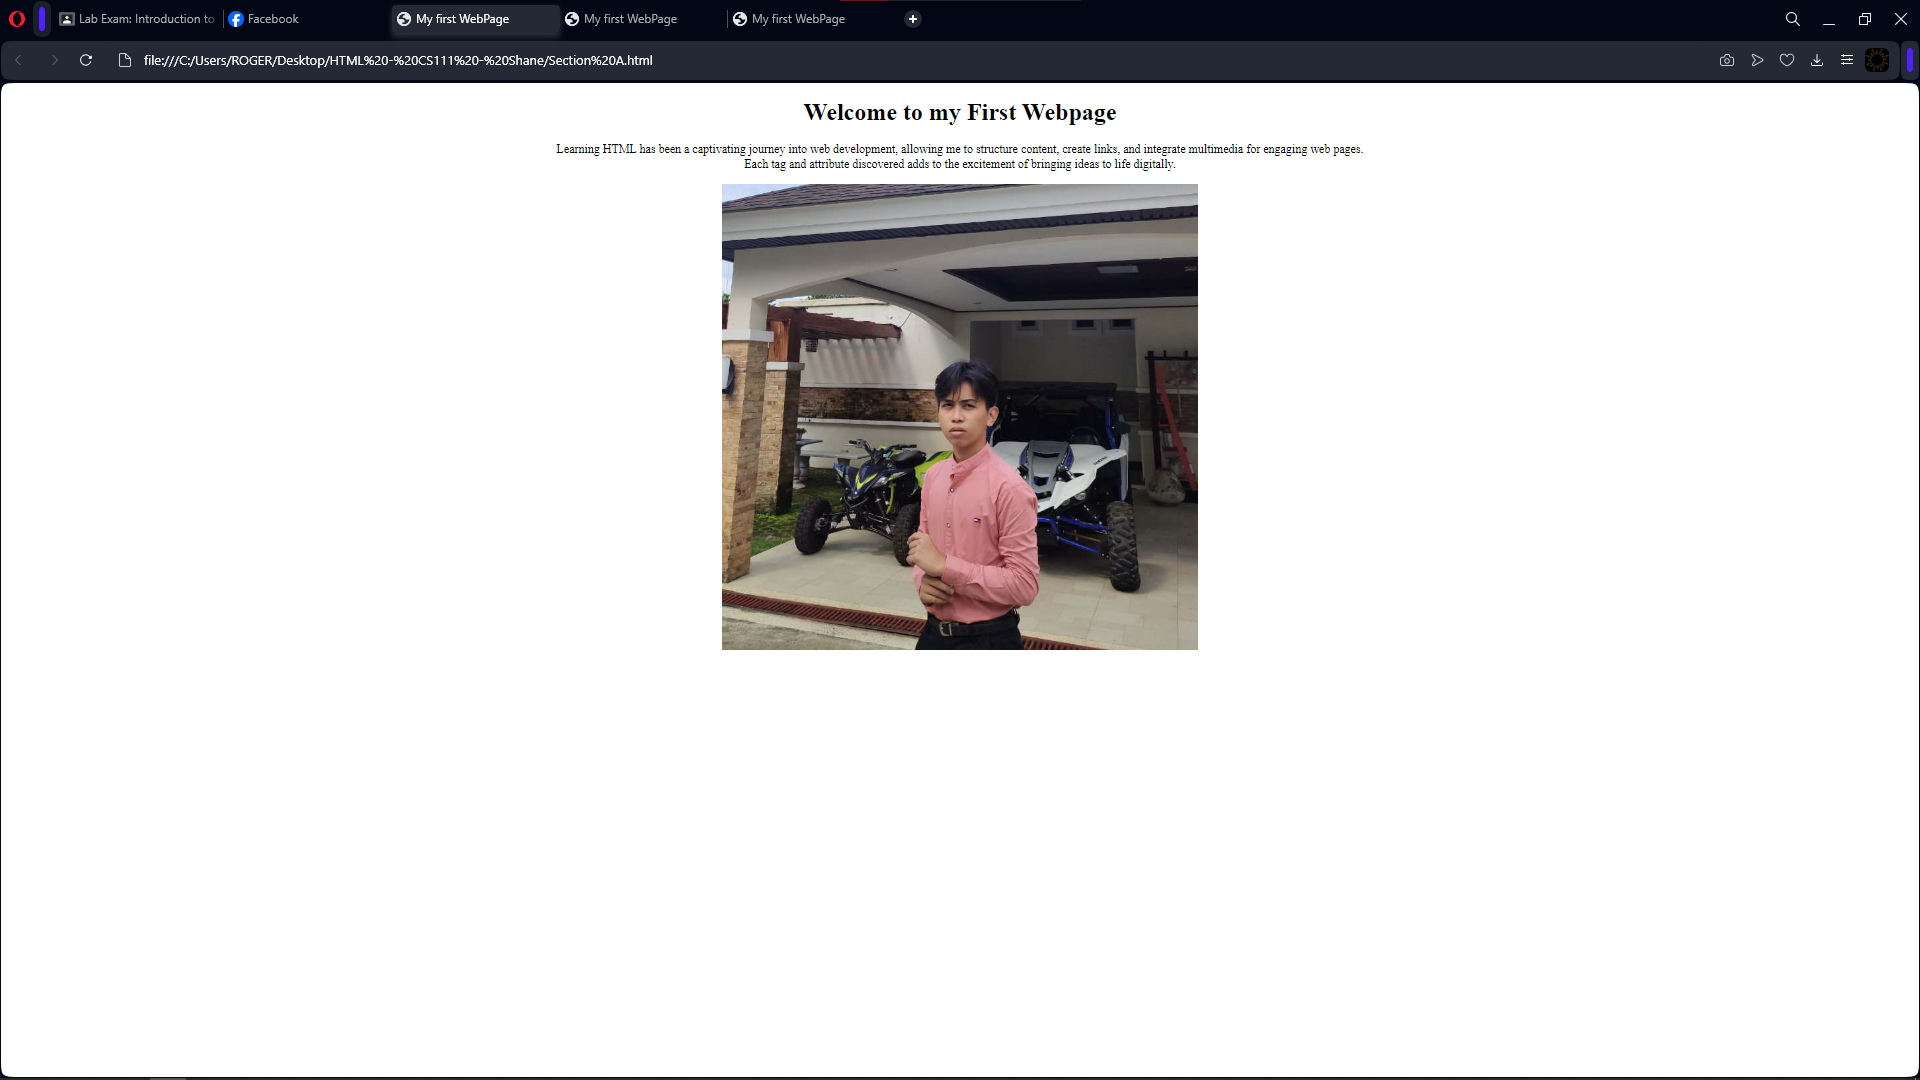 Lab Exam: Introduction to
Facebook
My first WebPage
My first WebPage
My first WebPage
file:///C:/Users/ROGER/Desktop/HTML%20-%20CS111%20-%20Shane/Section%20A.html
Welcome to my First Webpage
Learning HTML has been a captivating journey into web development, allowing me to structure content, create links, and integrate multimedia for engaging web pages.
Each tag and attribute discovered adds to the excitement of bringing ideas to life digitally.